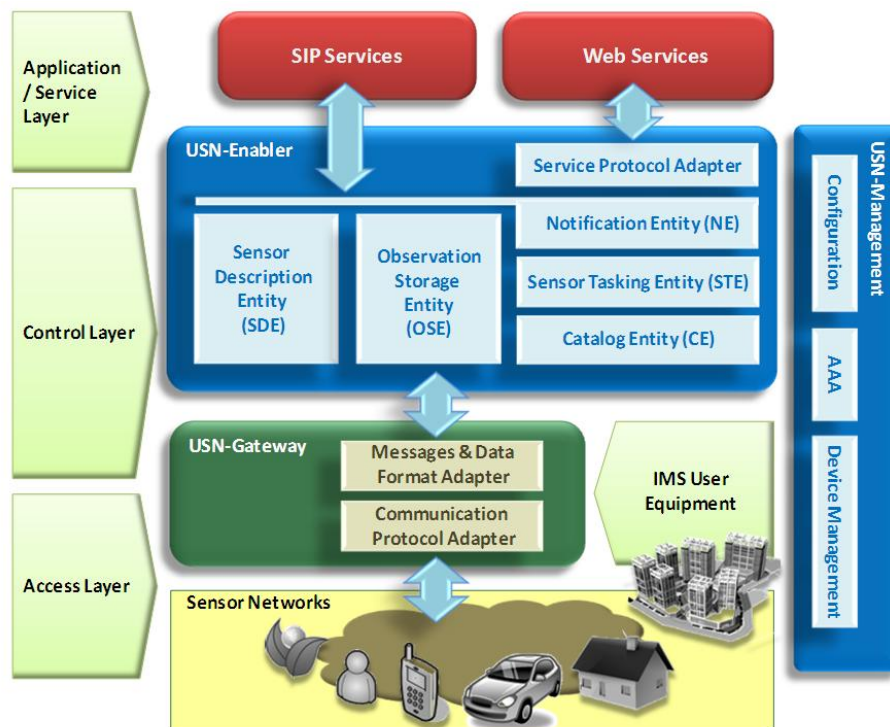 Application
/ Service
Layer
SIP Services
Web Services
USN-Enabler
Service Protocol Adapter
Notification Entity (NE)
Sensor Tasking Entity (STE)
Catalog Entity (CE)
Sensor
Description
Entity
(SDE)
Observation
Storage
Entity
(OSE)
Control Layer
USN-Gateway
Messages & Data
Format Adapter
Communication
Protocol Adapter
IMS User
Equipment
Access Layer
Sensor Networks
USN-Management
Configuration
AAA
Device Management